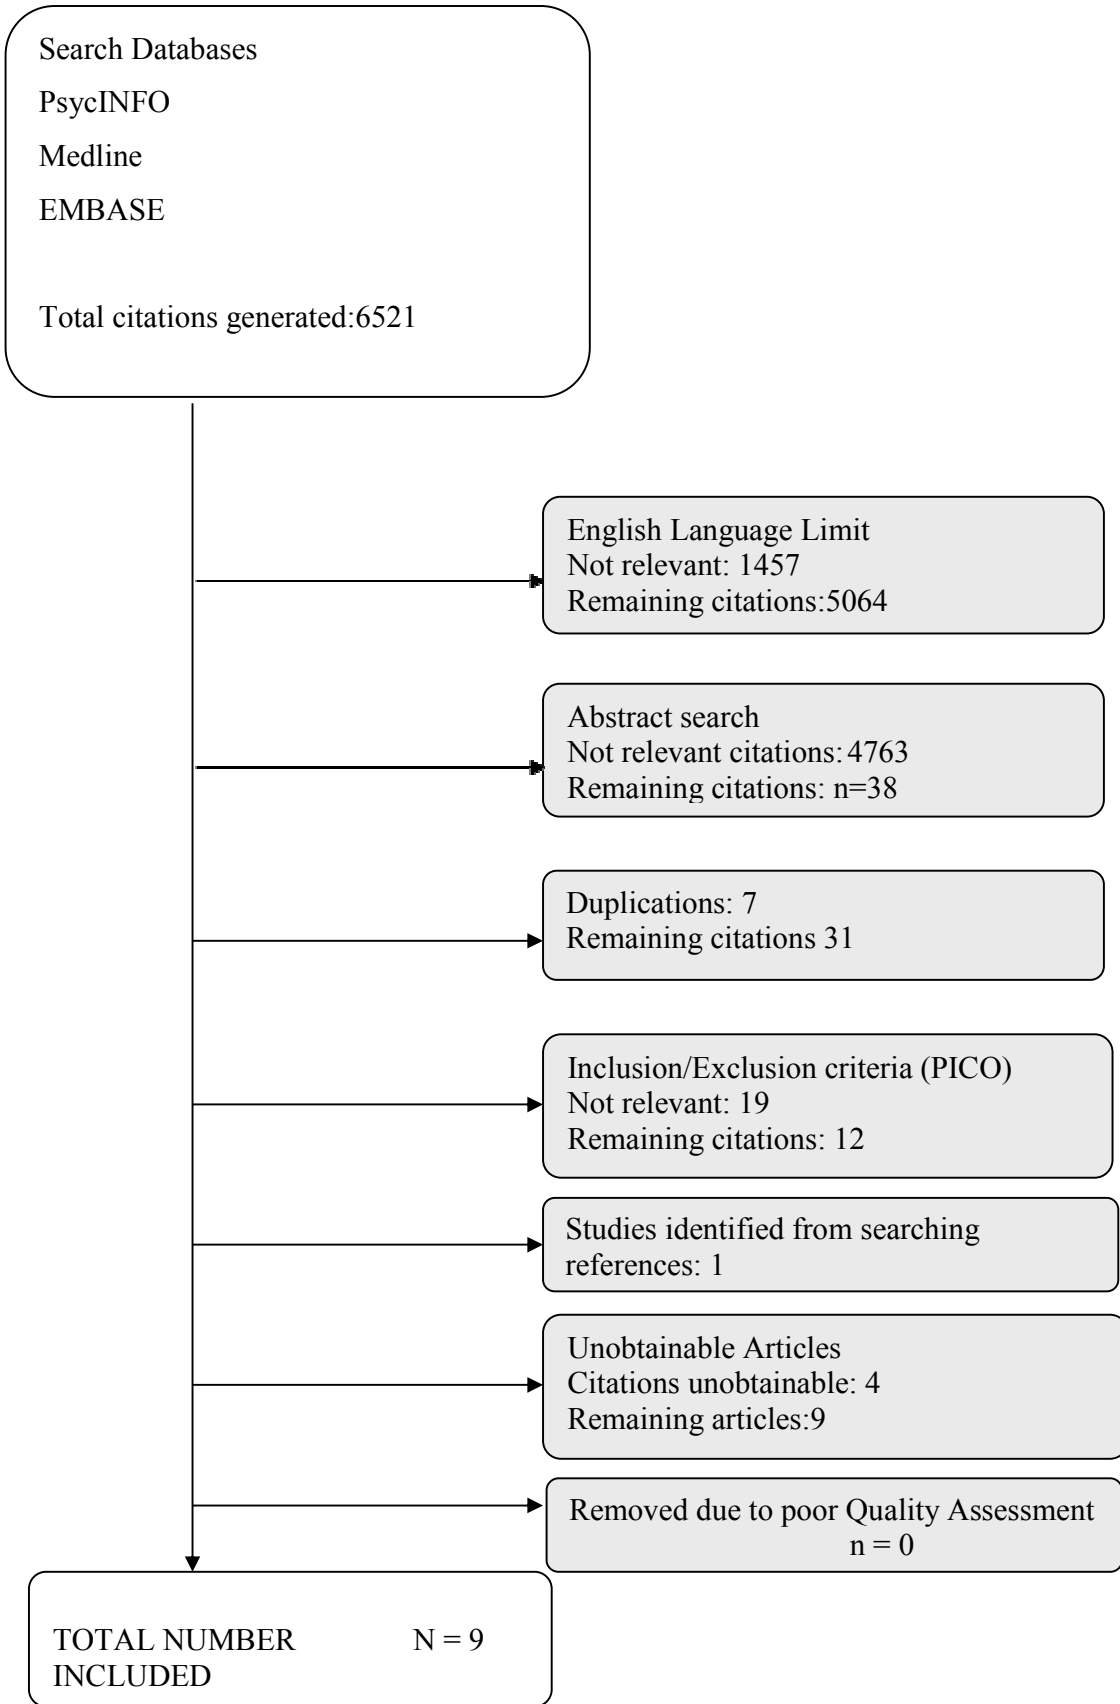 Search Databases
PsycINFO
Medline
EMBASE
Total citations generated:6521
English Language Limit
Not relevant: 1457
Remaining citations:5064
Abstract search
Not relevant citations: 4763
Remaining citations: n=38
Duplications: 7
Remaining citations 31
Inclusion/Exclusion criteria (PICO)
Not relevant: 19
Remaining citations: 12
Studies identified from searching
references: 1
Unobtainable Articles
Citations unobtainable: 4
Remaining articles:9
Removed due to poor Quality Assessment
n = 0
TOTAL NUMBER N = 9
INCLUDED